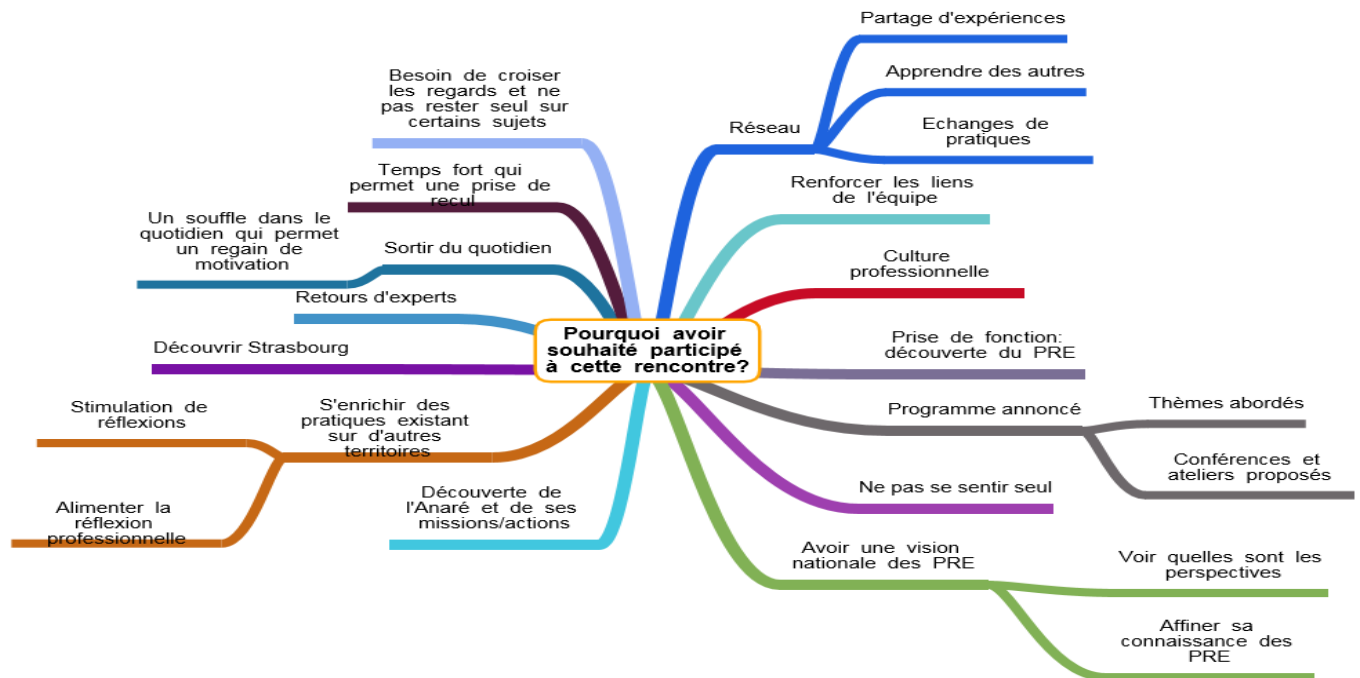 Pourquoi avoir
souhaité participé
à cette rencontre?
Réseau
Partage d'expériences
Apprendre des autres
Echanges de
pratiques
Renforcer les liens
de l'équipe
Culture
professionnelle
Prise de fonction:
découverte du PRE
Programme annoncé
Thèmes abordés
Conférences et
ateliers proposés
Ne pas se sentir seul
Avoir une vision
nationale des PRE
Voir quelles sont les
perspectives
Affiner sa
connaissance des
PRE
Besoin de croiser
les regards et ne
pas rester seul sur
certains sujets
Temps fort qui
permet une prise de
recul
Sortir du quotidien
Un souffle dans le
quotidien qui permet
un regain de
motivation
Retours d'experts
Découvrir Strasbourg
S'enrichir des
pratiques existant
sur d'autres
territoires
Stimulation de
réflexions
Alimenter la
réflexion
professionnelle
Découverte de
l'Anaré et de ses
missions/actions